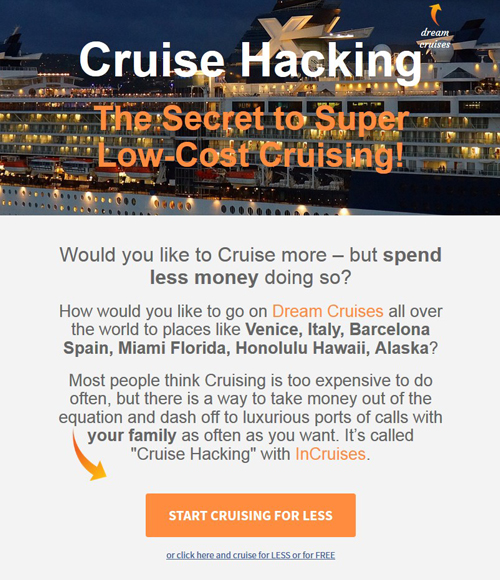 dream
cruises
Cruise Hacking
The Secret to Super
Low-Cost Cruising!
Would you like to Cruise more – but spend
less money doing so?
How would you like to go on Dream Cruises all over
the world to places like Venice, Italy, Barcelona
Spain, Miami Florida, Honolulu Hawaii, Alaska?
Most people think Cruising is too expensive to do
often, but there is a way to take money out of the
equation and dash off to luxurious ports of calls with
your family as often as you want. It's called
"Cruise Hacking" with InCruises.
START CRUISING FOR LESS
or click here and cruise for LESS or for FREE